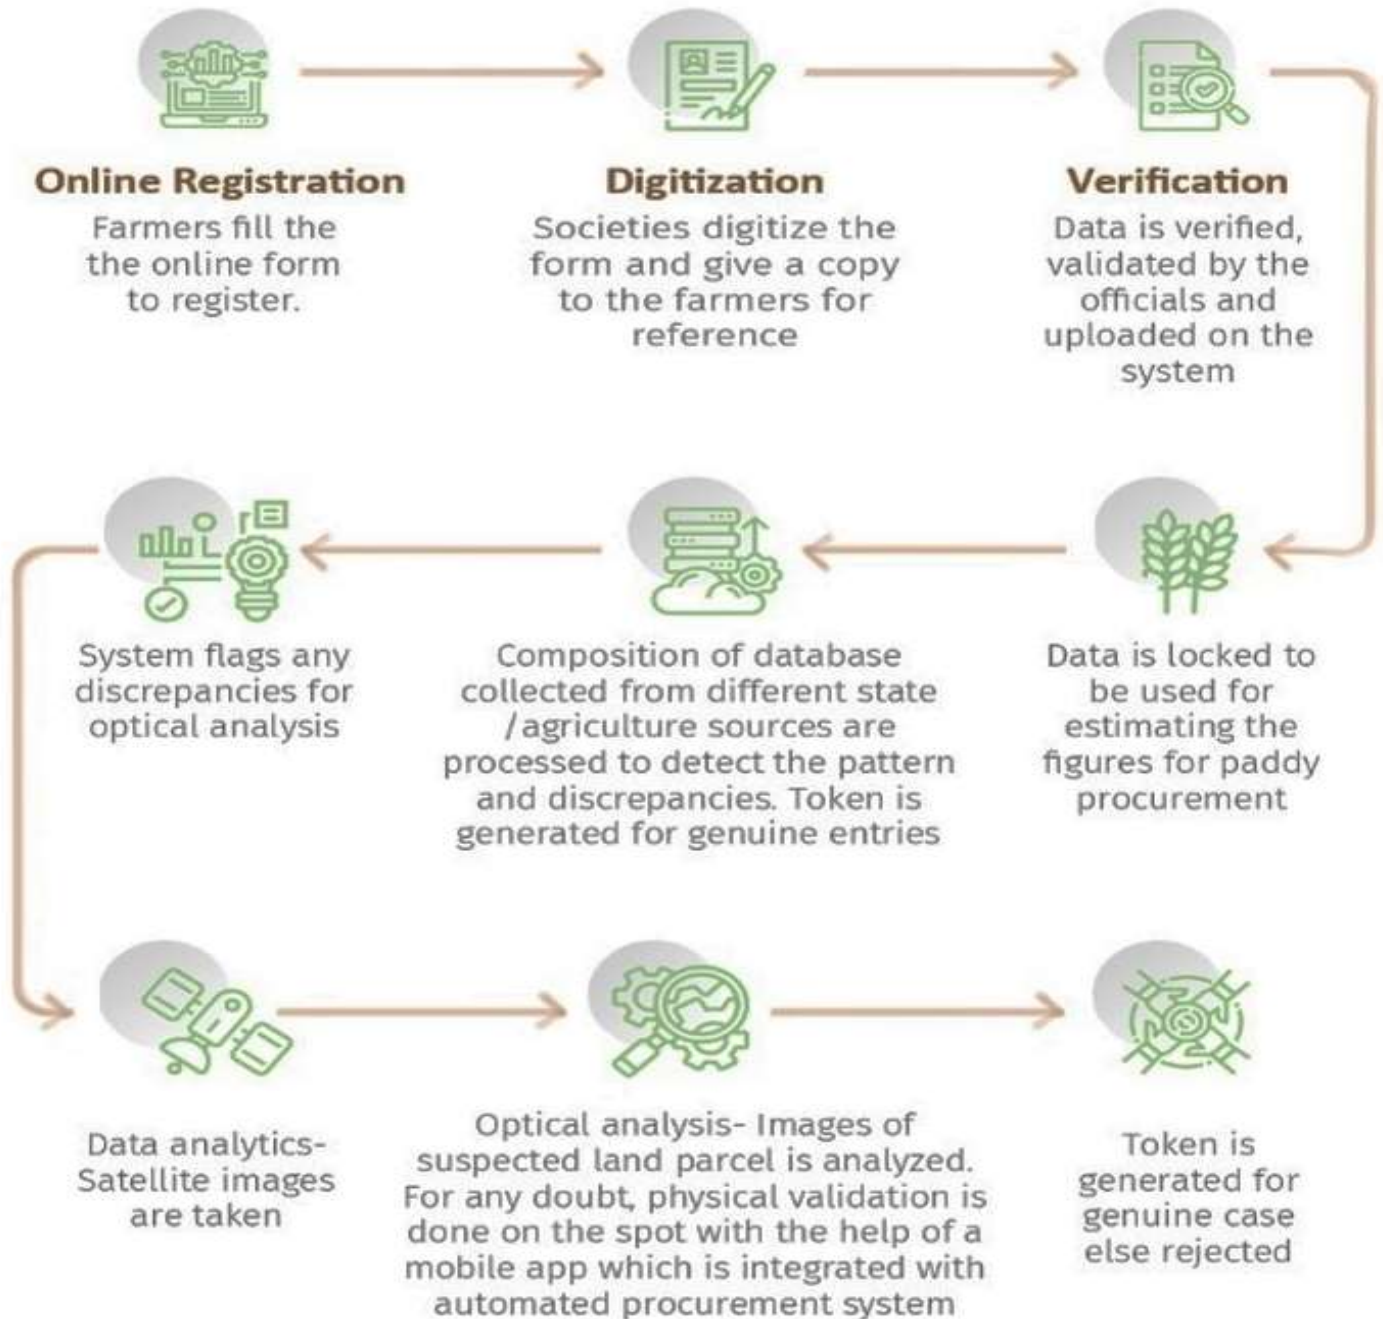 Online Registration
Farmers fill the
the online form
to register.
Digitization
Societies digitize the
form and give a copy
to the farmers for
reference
Verification
Data is verified,
validated by the
officials and
uploaded on the
system
Data is locked to
be used for
estimating the
figures for paddy
procurement
Composition of database
collected from different state
/agriculture sources are
processed to detect the pattern
and discrepancies. Token is
generated for genuine entries
System flags any
discrepancies for
optical analysis
Data analytics-
Satellite images
are taken
Optical analysis- Images of
suspected land parcel is analyzed.
For any doubt, physical validation is
done on the spot with the help of a
mobile app which is integrated with
automated procurement system
Token is
generated for
genuine case
else rejected